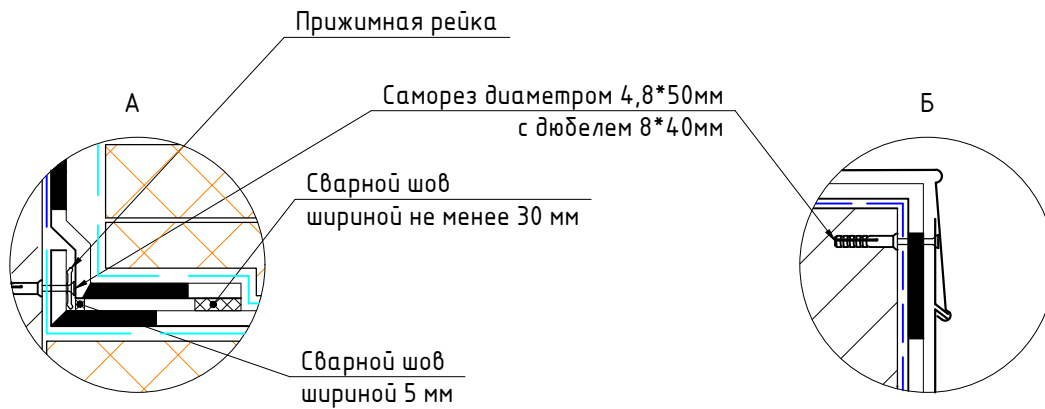 Прижимная рейка
А
Саморез диаметром 4,8*50мм
с дюбелем 8*40мм
Б
Сварной шов
шириной не менее 30 мм
Сварной шов
шириной 5 мм